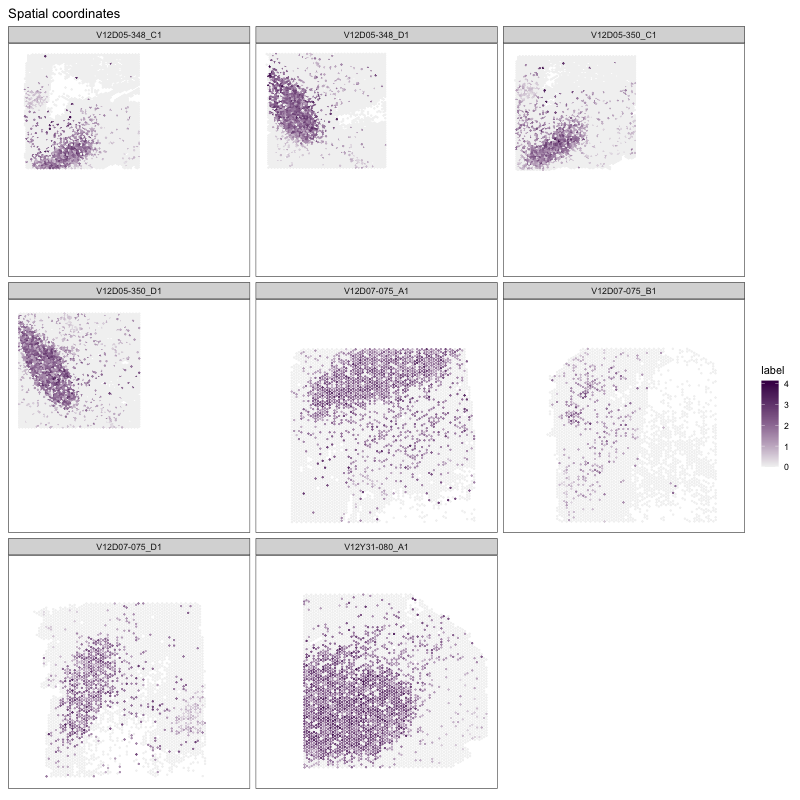 Spatial coordinates
V12D05-348_C1
V12D05-348_D1
V12D05-350_C1
V12D05-350_D1
V12D07-075_A1
V12D07-075_B1
label
4
3
2
1
0
V12D07-075_D1
V12Y31-080_A1